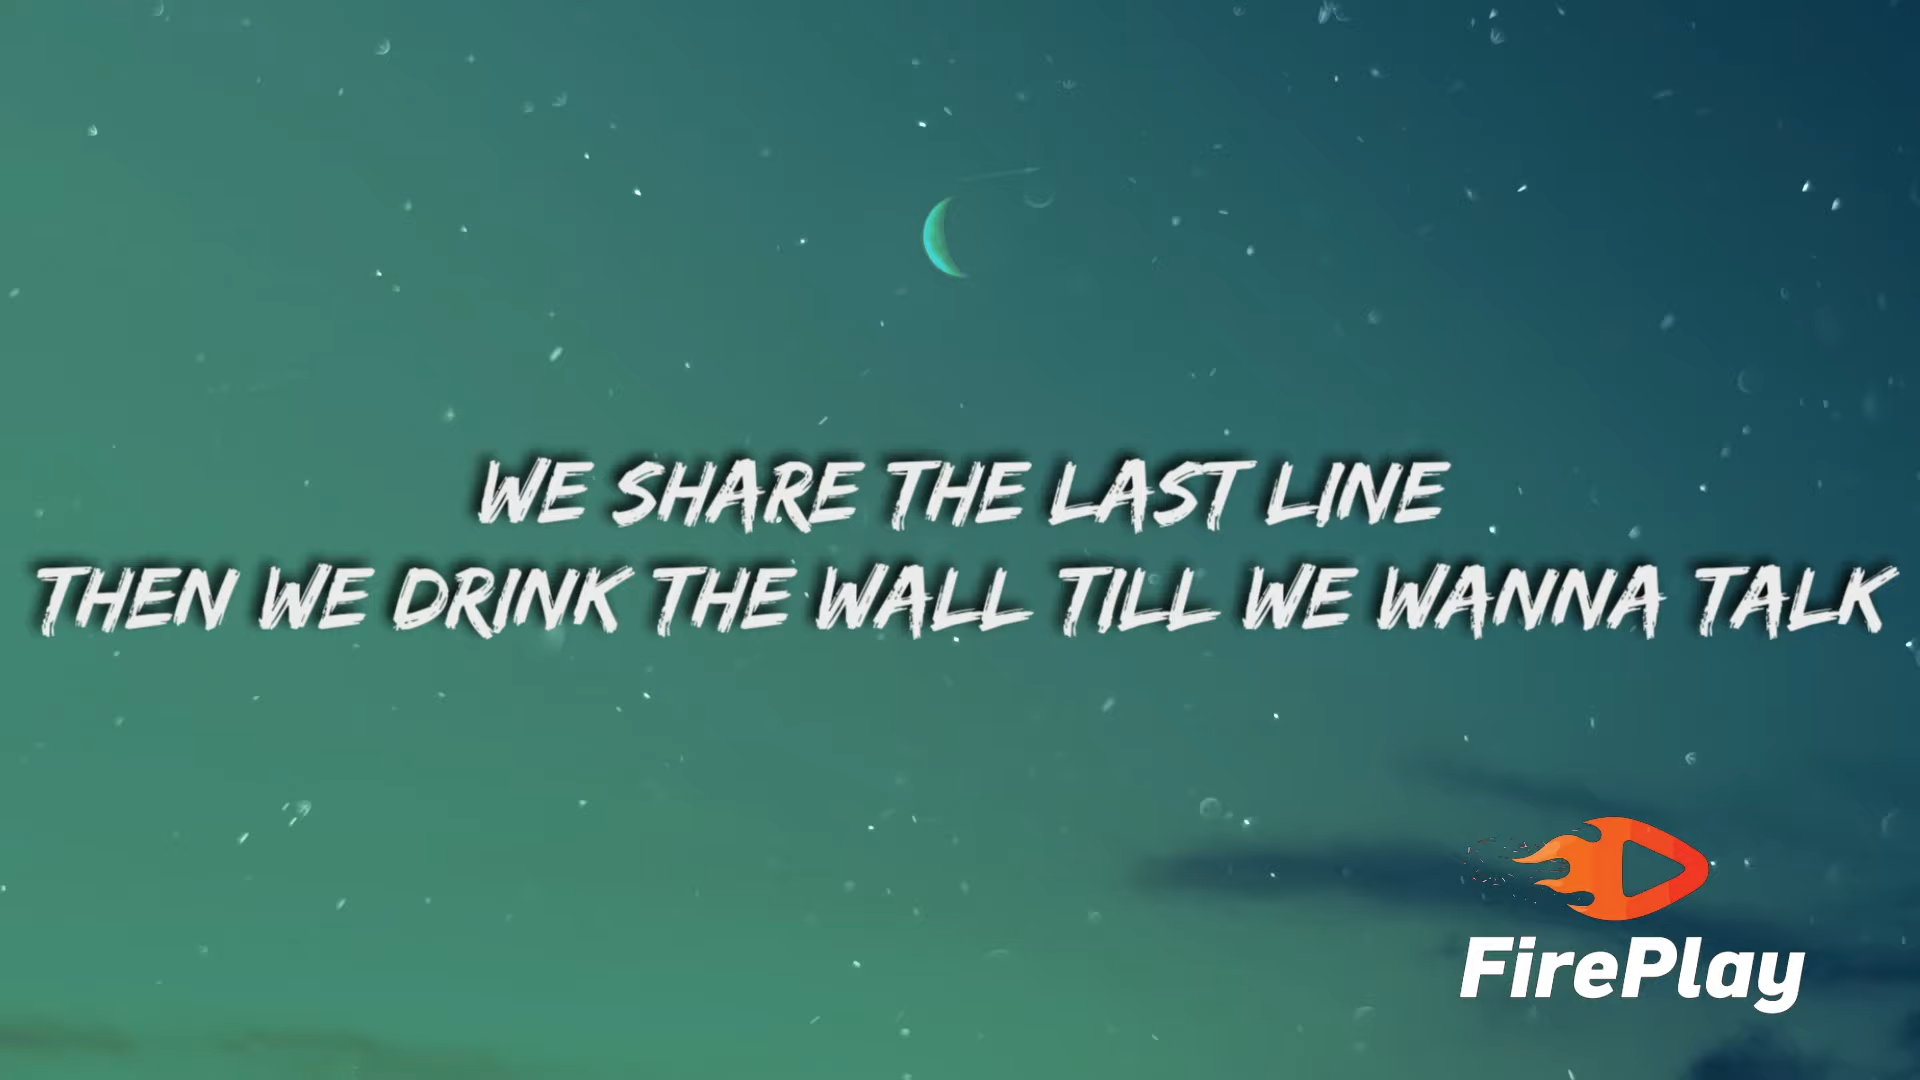 WE SHARE THE LAST LINE
THEN WE DRINK THE WALL TILL WE WANNA TALK
FirePlay